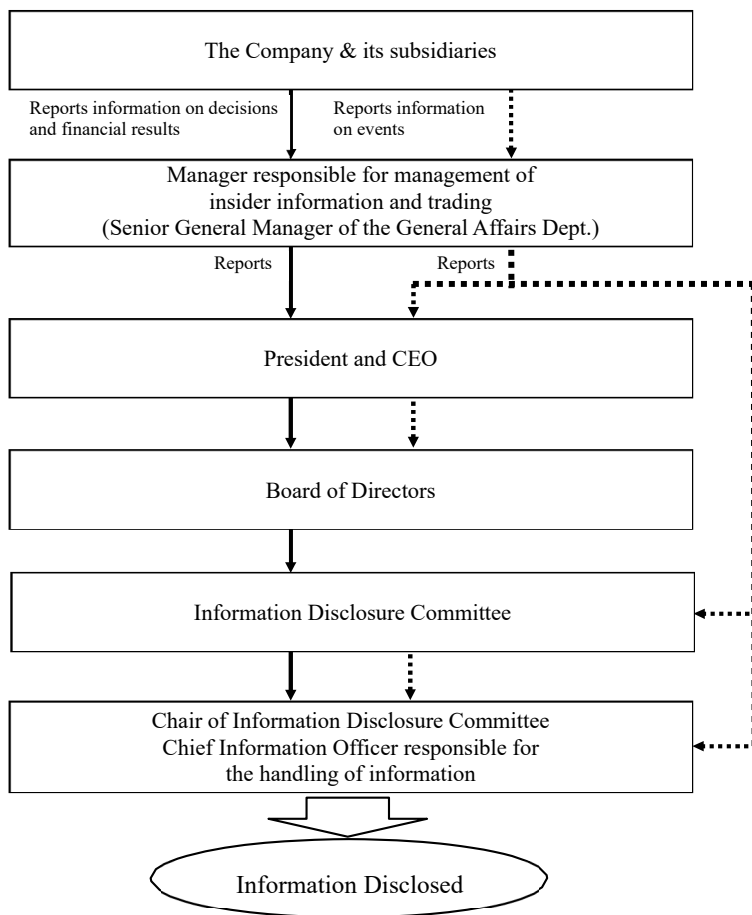 The Company & its subsidiaries
Reports information on decisions
and financial results
Reports information
on events
Manager responsible for management of
insider information and trading
(Senior General Manager of the General Affairs Dept.)
Reports
Reports
President and CEO
Board of Directors
Information Disclosure Committee
Chair of Information Disclosure Committee
Chief Information Officer responsible for
the handling of information
Information Disclosed